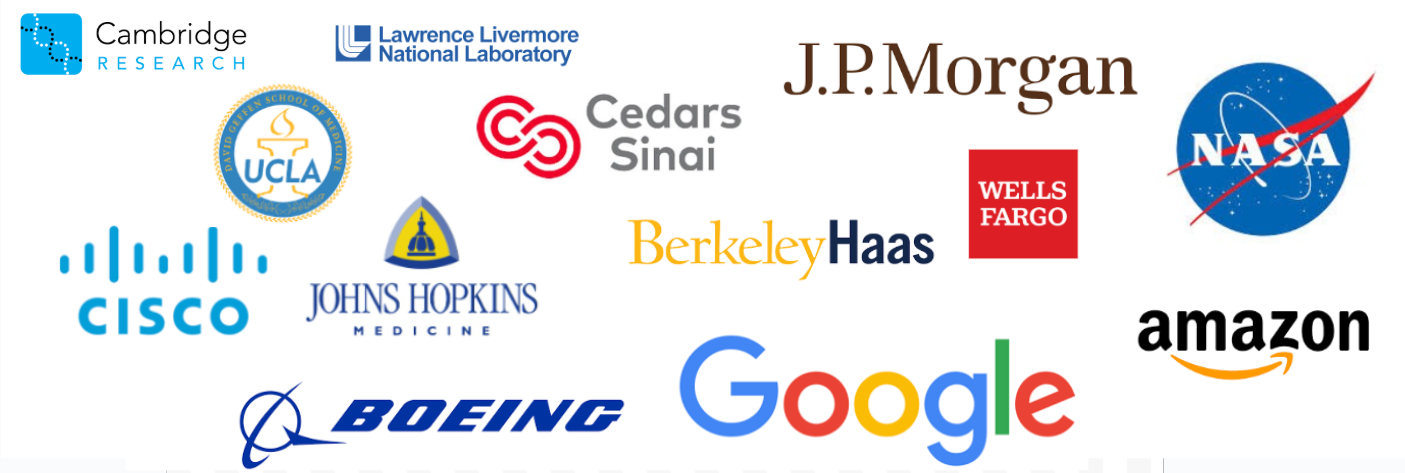 Cambridge
RESEARCH
Lawrence Livermore
National Laboratory
J.P.Morgan
DAVID GEFFEN SCHOOL OF MEDICINE
UCLA
Cedars
Sinai
NASA
WELLS
FARGO
BerkeleyHaas
CISCO
JOHNS HOPKINS
MEDICINE
amazon
Google
BOEING